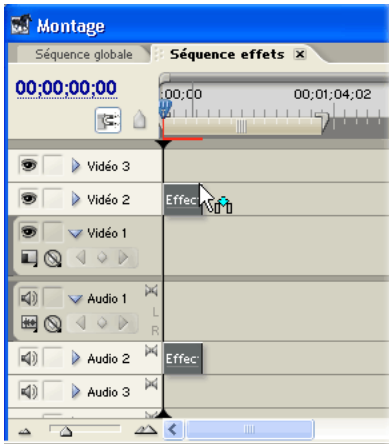 Montage
Séquence globale Séquence effets
00;00;00;00 ;00;00 00;01;04;02
Vidéo 3
Vidéo 2 Effec
Vidéo 1
Audio 1 L
R
Audio 2 Effec
Audio 3